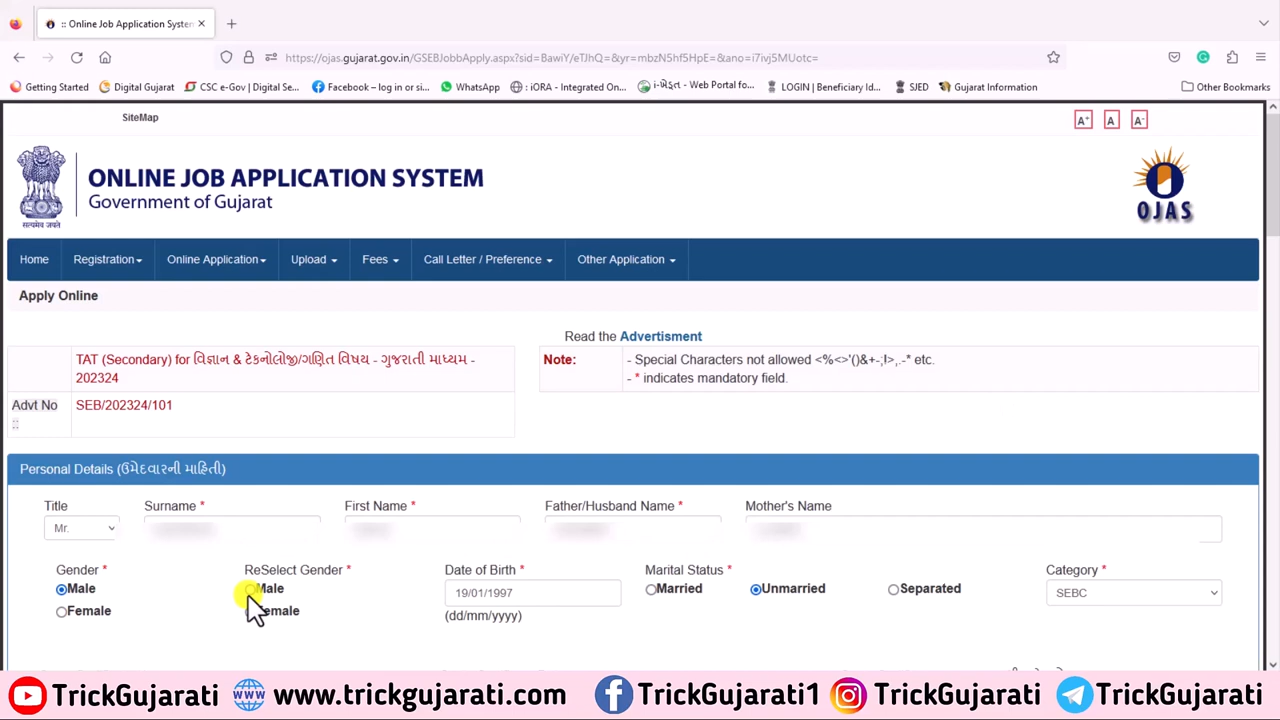 :: Online Job Application System
https://ojas.gujarat.gov.in/GSEBJobbApply.aspx?sid=BawiY/eTJhQ=&yr=mbzN5hf5HpE=&ano=i7ivj5MUotc=
Getting Started Digital Gujarat CSC e-Gov | Digital Se... Facebook – log in or si... WhatsApp : iORA - Integrated On... i-ખેડૂત - Web Portal fo... LOGIN | Beneficiary Id... SJED Gujarat Information Other Bookmarks
SiteMap A+ A A-
ONLINE JOB APPLICATION SYSTEM
Government of Gujarat
सत्यमेव जयते
OJAS
Home Registration Online Application Upload Fees Call Letter / Preference Other Application
Apply Online
Read the Advertisment
TAT (Secondary) for વિજ્ઞાન & ટેકનોલોજી/ગણિત વિષય - ગુજરાતી માધ્યમ - 202324
Note: - Special Characters not allowed <%<>'()&+-;!>,.-* etc.
- * indicates mandatory field.
Advt No : SEB/202324/101
Personal Details (ઉમેદવારની માહિતી)
Title Surname * First Name * Father/Husband Name * Mother's Name
Mr.
Gender * ReSelect Gender * Date of Birth * Marital Status * Category *
Male Male 19/01/1997 Married Unmarried Separated SEBC
Female Female (dd/mm/yyyy)
TrickGujarati www.trickgujarati.com TrickGujarati1 TrickGujarati TrickGujarati